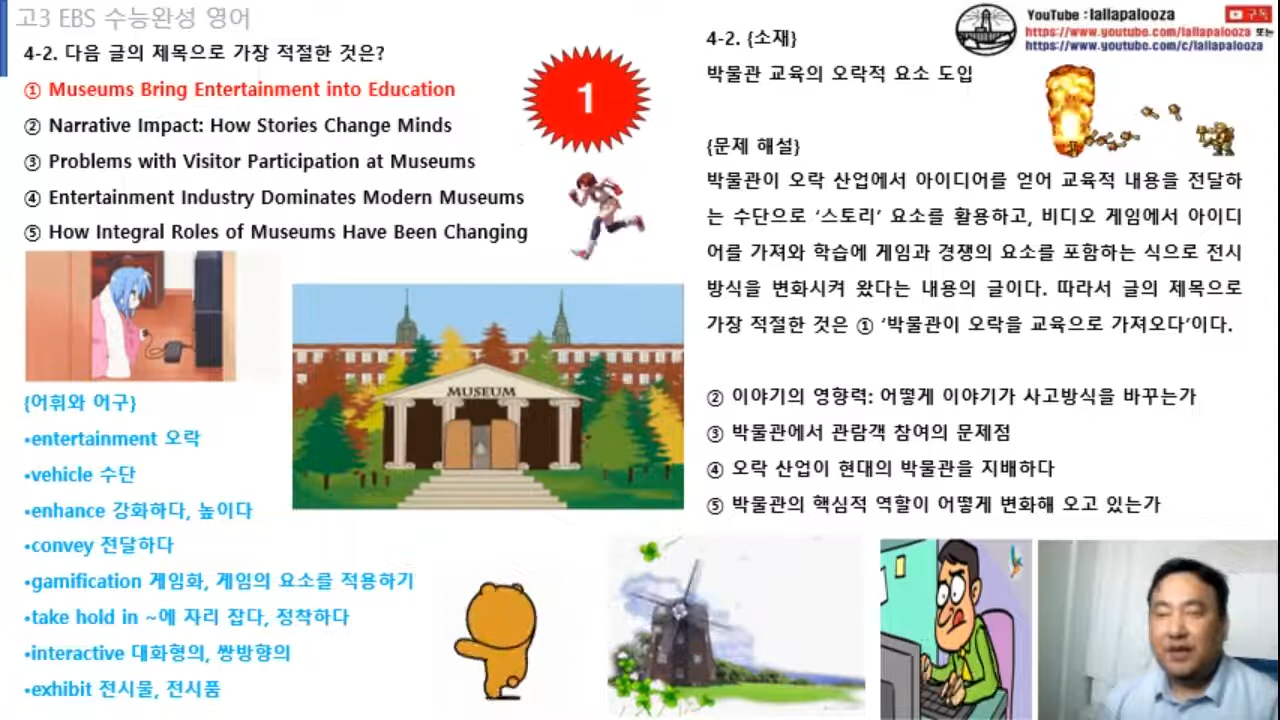 고3 EBS 수능완성 영어
4-2. 다음 글의 제목으로 가장 적절한 것은?
① Museums Bring Entertainment into Education
② Narrative Impact: How Stories Change Minds
③ Problems with Visitor Participation at Museums
④ Entertainment Industry Dominates Modern Museums
⑤ How Integral Roles of Museums Have Been Changing
1
MUSEUM
{어휘와 어구}
•entertainment 오락
•vehicle 수단
•enhance 강화하다, 높이다
•convey 전달하다
•gamification 게임화, 게임의 요소를 적용하기
•take hold in ~에 자리 잡다, 정착하다
•interactive 대화형의, 쌍방향의
•exhibit 전시물, 전시품
YouTube : lallapalooza
구독
https://www.youtube.com/lallapalooza 또는
https://www.youtube.com/c/lallapalooza
4-2. {소재}
박물관 교육의 오락적 요소 도입
{문제 해설}
박물관이 오락 산업에서 아이디어를 얻어 교육적 내용을 전달하
는 수단으로 ‘스토리’ 요소를 활용하고, 비디오 게임에서 아이디
어를 가져와 학습에 게임과 경쟁의 요소를 포함하는 식으로 전시
방식을 변화시켜 왔다는 내용의 글이다. 따라서 글의 제목으로
가장 적절한 것은 ① ‘박물관이 오락을 교육으로 가져오다’이다.
② 이야기의 영향력: 어떻게 이야기가 사고방식을 바꾸는가
③ 박물관에서 관람객 참여의 문제점
④ 오락 산업이 현대의 박물관을 지배하다
⑤ 박물관의 핵심적 역할이 어떻게 변화해 오고 있는가